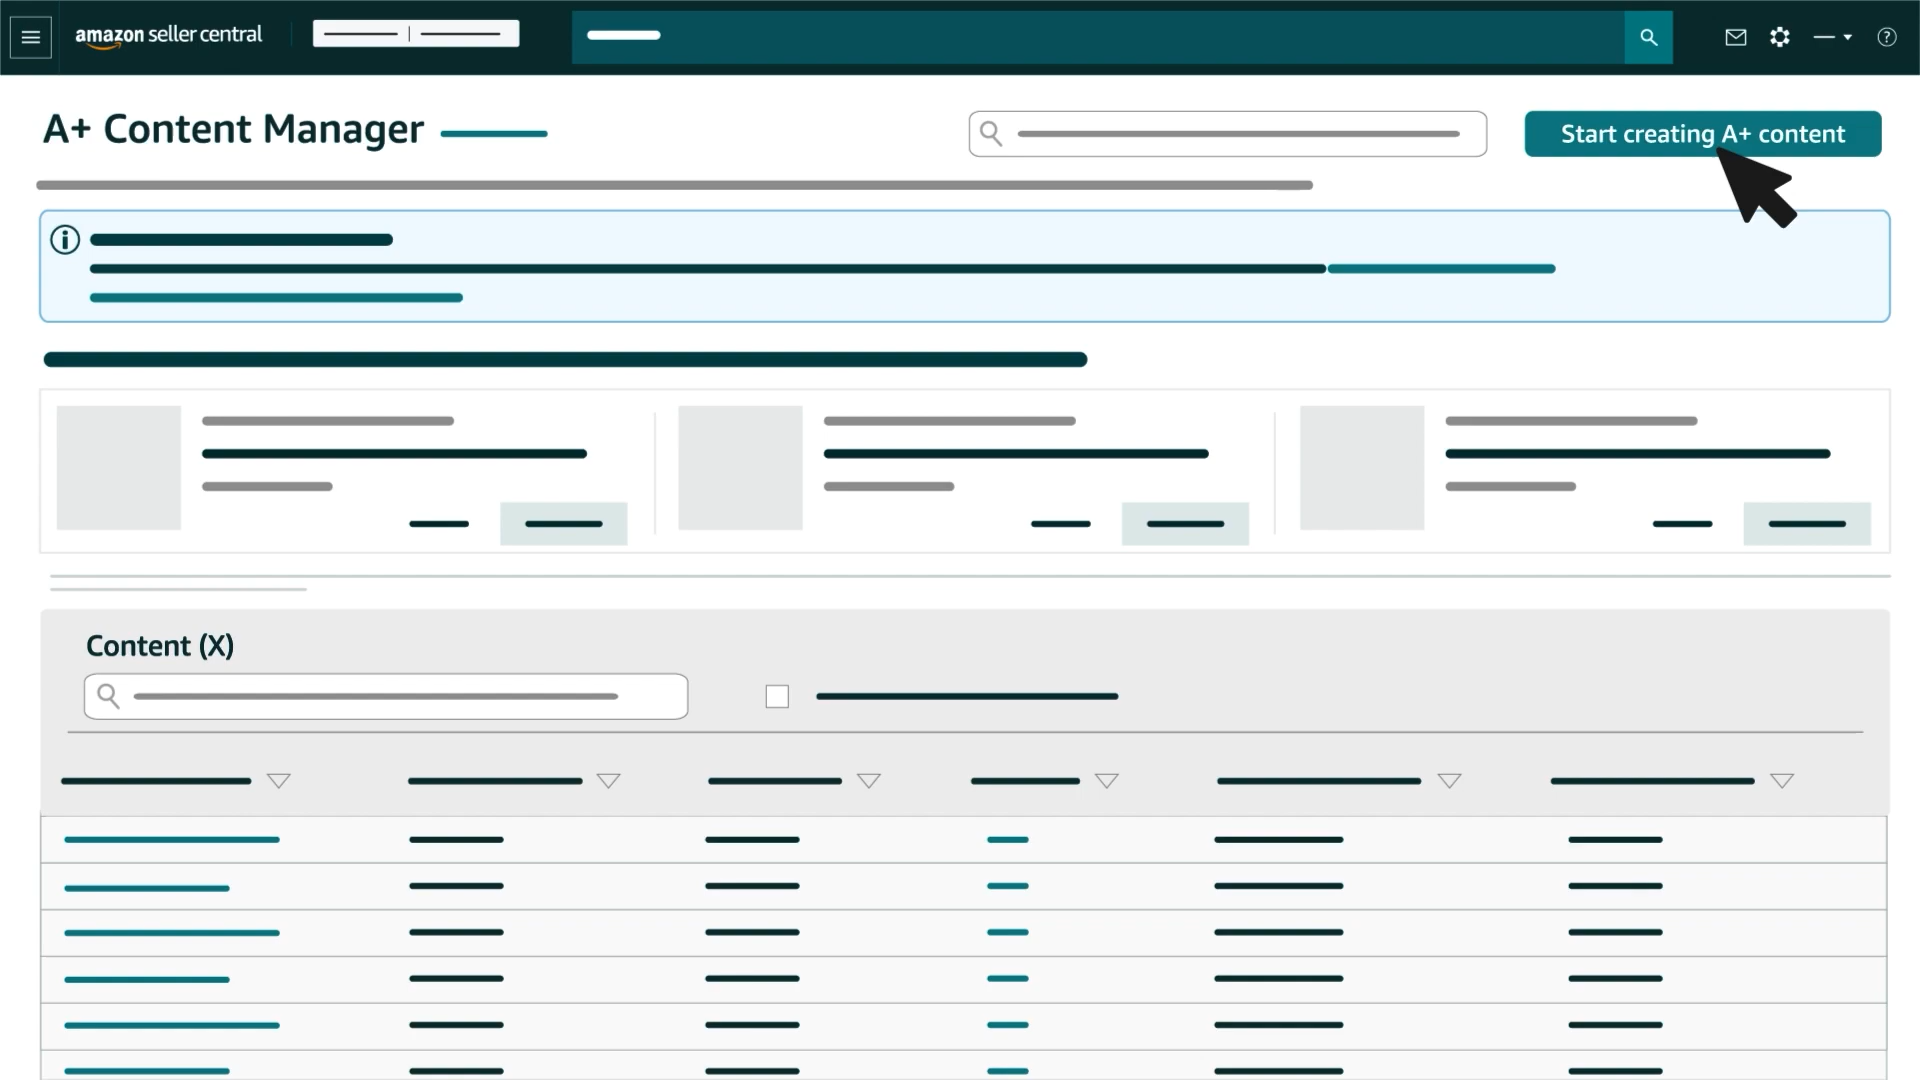 amazon seller central
A+ Content Manager
Start creating A+ content
Content (X)